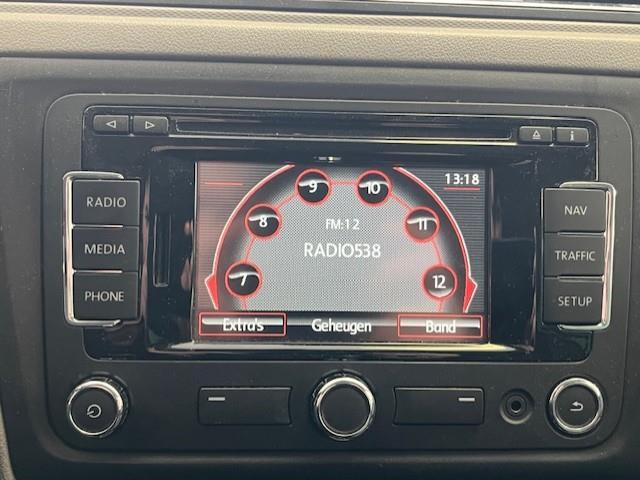 RADIO
MEDIA
PHONE
13:18
9
10
8
11
FM:12
RADIO538
7
12
Extra's
Geheugen
Band
NAV
TRAFFIC
SETUP
i